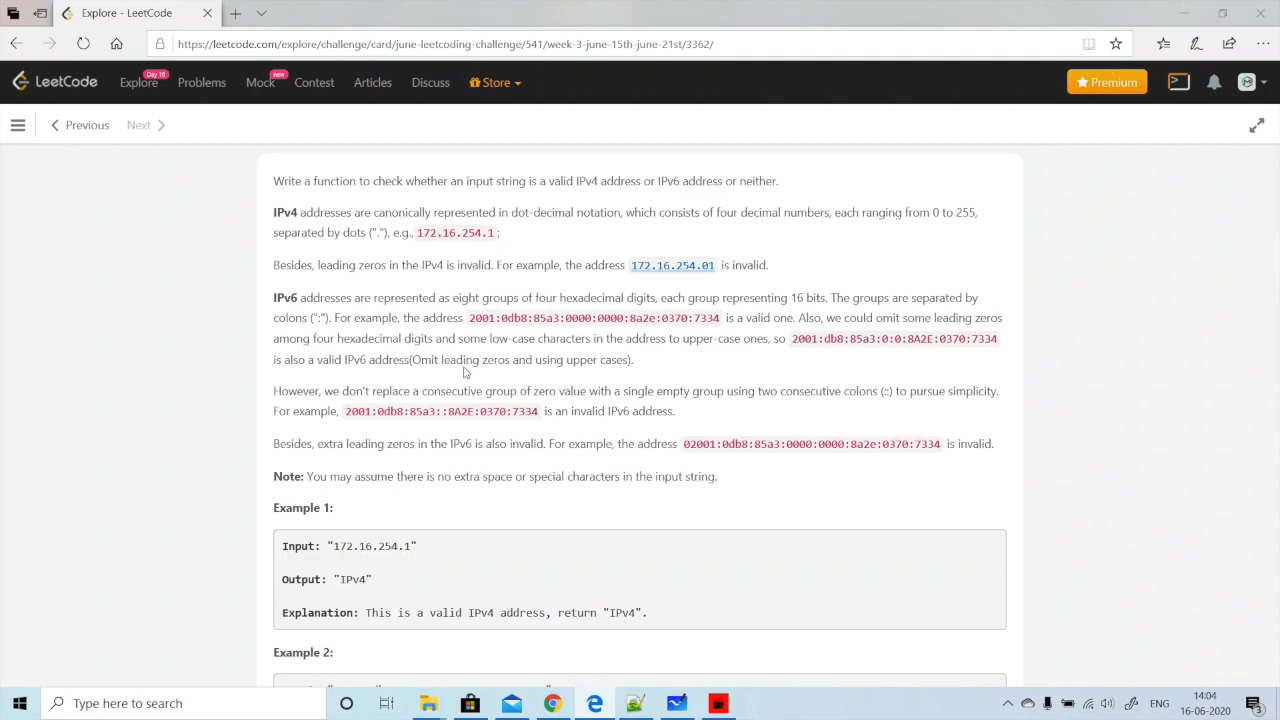 Explore - LeetCode
https://leetcode.com/explore/challenge/card/june-leetcoding-challenge/541/week-3-june-15th-june-21st/3362/
LeetCode Explore Day 16 Problems Mock new Contest Articles Discuss Store Premium
Previous Next
Write a function to check whether an input string is a valid IPv4 address or IPv6 address or neither.
IPv4 addresses are canonically represented in dot-decimal notation, which consists of four decimal numbers, each ranging from 0 to 255,
separated by dots ("."), e.g., 172.16.254.1;
Besides, leading zeros in the IPv4 is invalid. For example, the address 172.16.254.01 is invalid.
IPv6 addresses are represented as eight groups of four hexadecimal digits, each group representing 16 bits. The groups are separated by
colons (":"). For example, the address 2001:0db8:85a3:0000:0000:8a2e:0370:7334 is a valid one. Also, we could omit some leading zeros
among four hexadecimal digits and some low-case characters in the address to upper-case ones, so 2001:db8:85a3:0:0:8A2E:0370:7334
is also a valid IPv6 address(Omit leading zeros and using upper cases).
However, we don't replace a consecutive group of zero value with a single empty group using two consecutive colons (::) to pursue simplicity.
For example, 2001:0db8:85a3::8A2E:0370:7334 is an invalid IPv6 address.
Besides, extra leading zeros in the IPv6 is also invalid. For example, the address 02001:0db8:85a3:0000:0000:8a2e:0370:7334 is invalid.
Note: You may assume there is no extra space or special characters in the input string.
Example 1:
Input: "172.16.254.1"
Output: "IPv4"
Explanation: This is a valid IPv4 address, return "IPv4".
Example 2:
Type here to search
ENG
14:04
16-06-2020
3